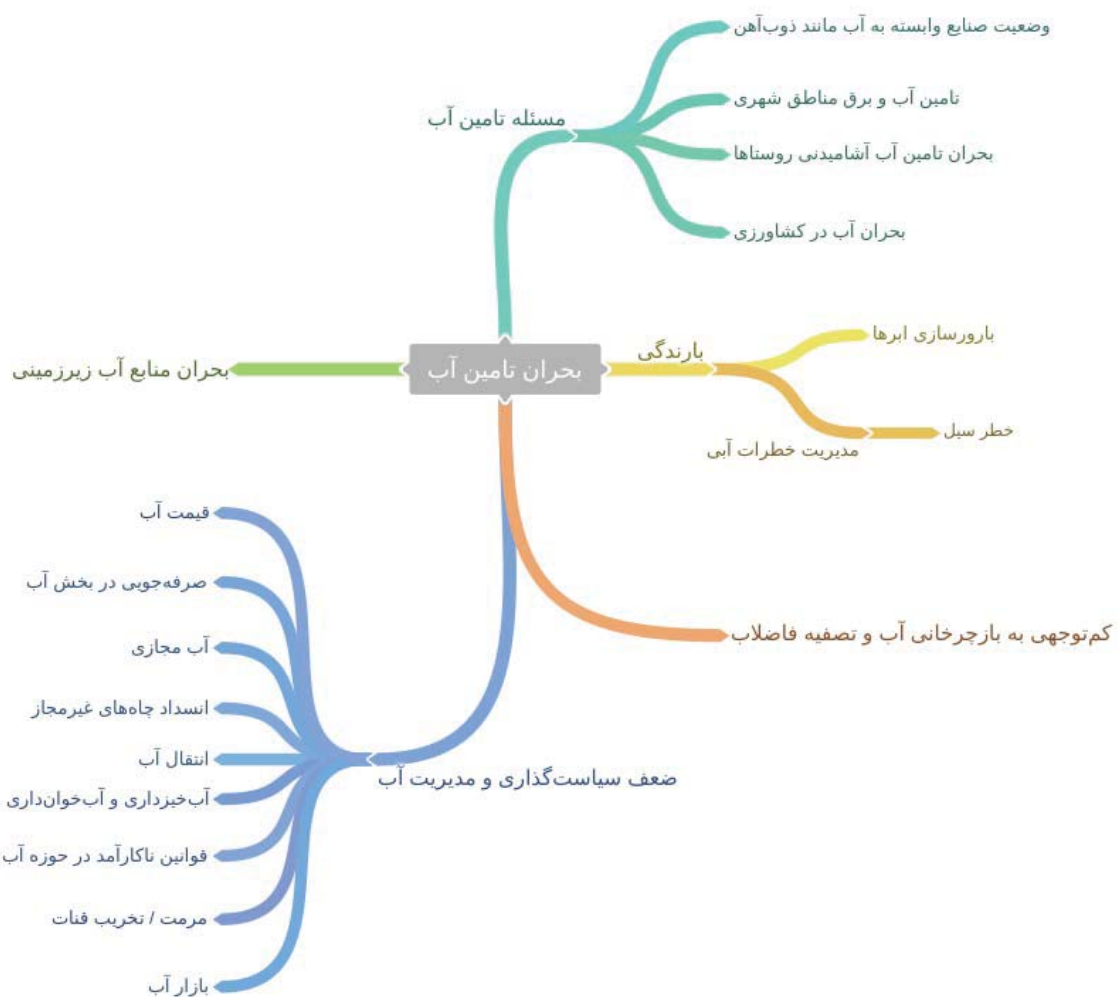 وضعیت صنایع وابسته به آب مانند ذوب‌آهن
تامین آب و برق مناطق شهری
مسئله تامین آب
بحران تامین آب آشامیدنی روستاها
بحران آب در کشاورزی
بارورسازی ابرها
بارندگی
بحران تامین آب
بحران منابع آب زیرزمینی
خطر سیل
مدیریت خطرات آبی
قیمت آب
صرفه‌جویی در بخش آب
کم‌توجهی به بازچرخانی آب و تصفیه فاضلاب
آب مجازی
انسداد چاه‌های غیرمجاز
انتقال آب
ضعف سیاست‌گذاری و مدیریت آب
آب‌خیزداری و آب‌خوان‌داری
قوانین ناکارآمد در حوزه آب
مرمت / تخریب قنات
بازار آب